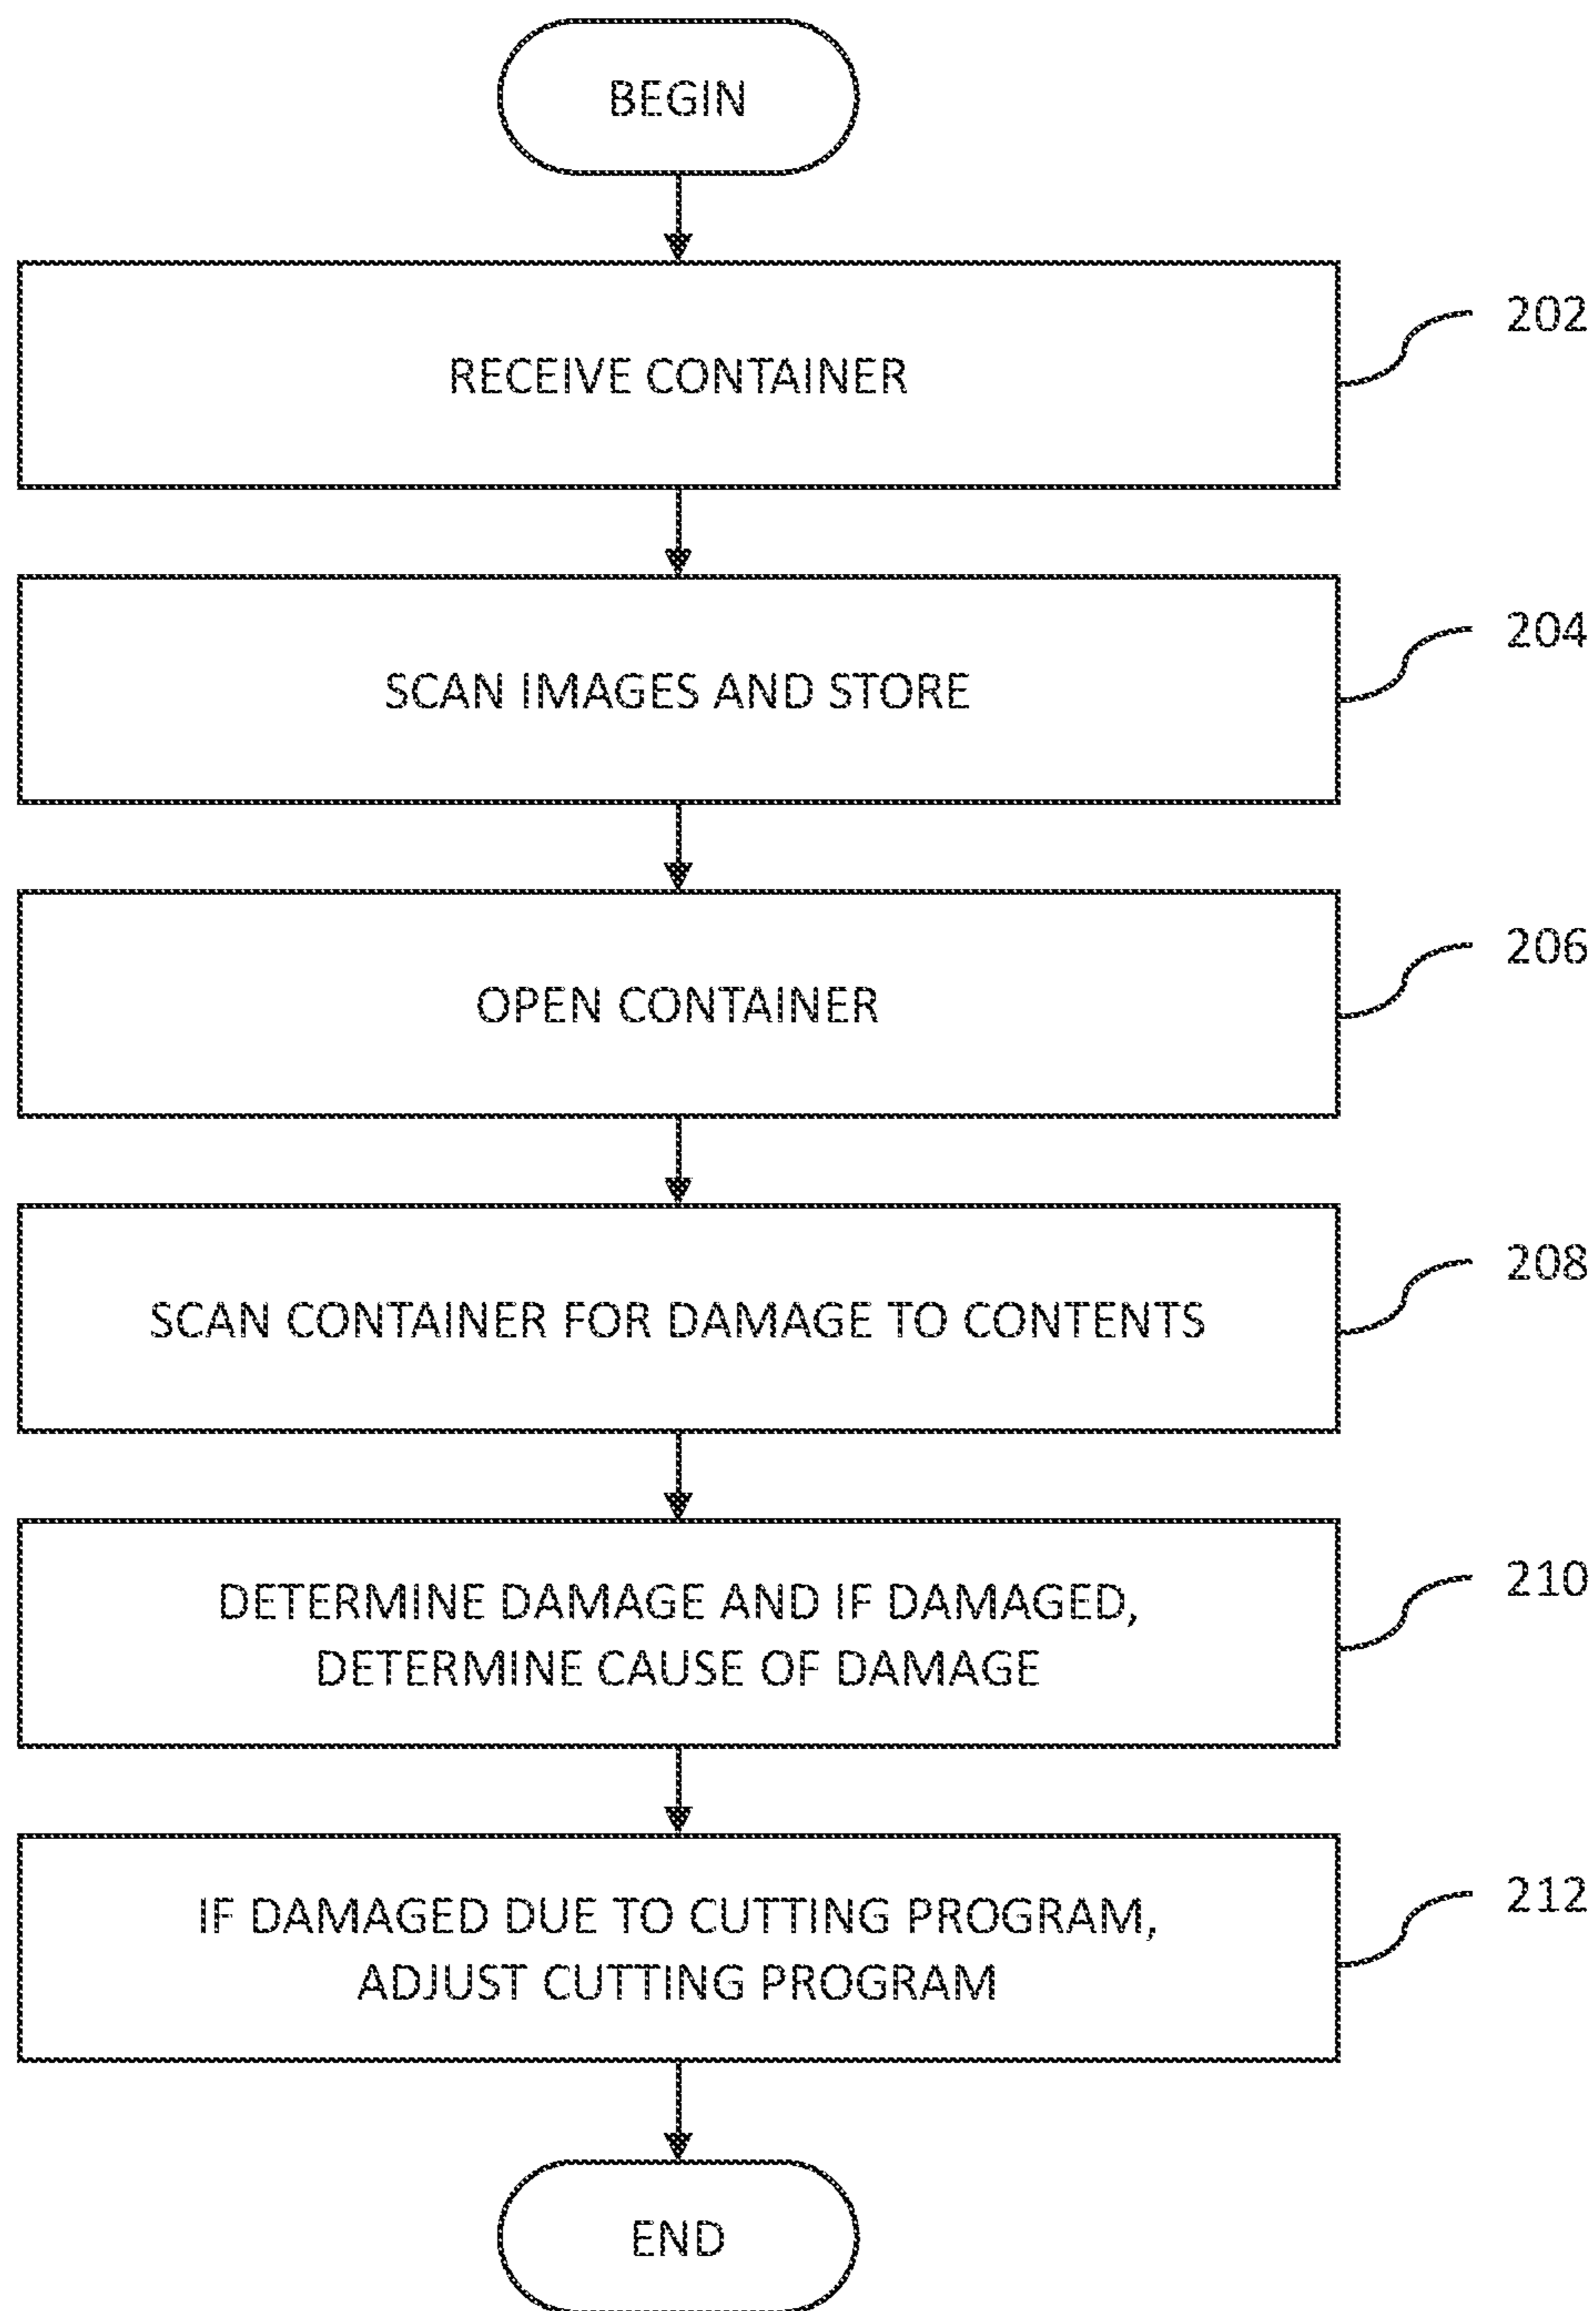 BEGIN
RECEIVE CONTAINER
202
SCAN IMAGES AND STORE
204
OPEN CONTAINER
206
SCAN CONTAINER FOR DAMAGE TO CONTENTS
208
DETERMINE DAMAGE AND IF DAMAGED,
DETERMINE CAUSE OF DAMAGE
210
IF DAMAGED DUE TO CUTTING PROGRAM,
ADJUST CUTTING PROGRAM
212
END